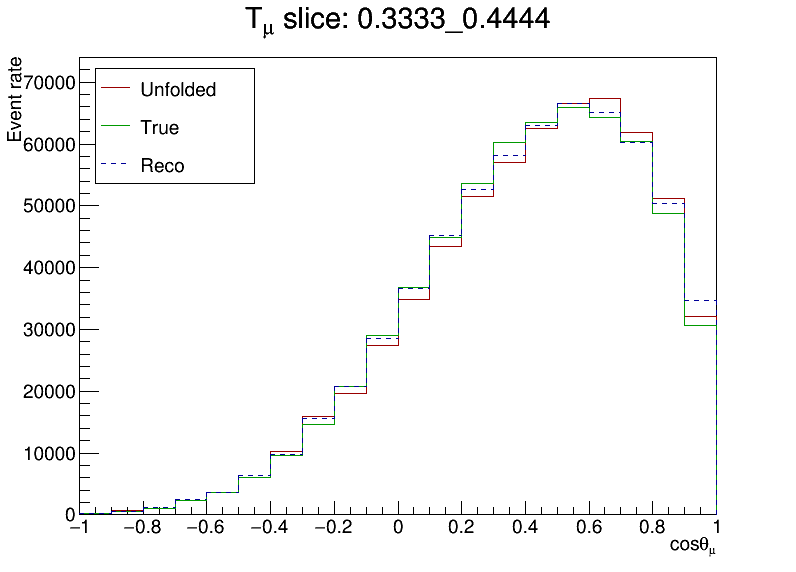 Tμ slice: 0.3333_0.4444
Event rate
70000
60000
50000
40000
30000
20000
10000
0
Unfolded
True
Reco
−1 −0.8 −0.6 −0.4 −0.2 0 0.2 0.4 0.6 0.8 1
cosθμ